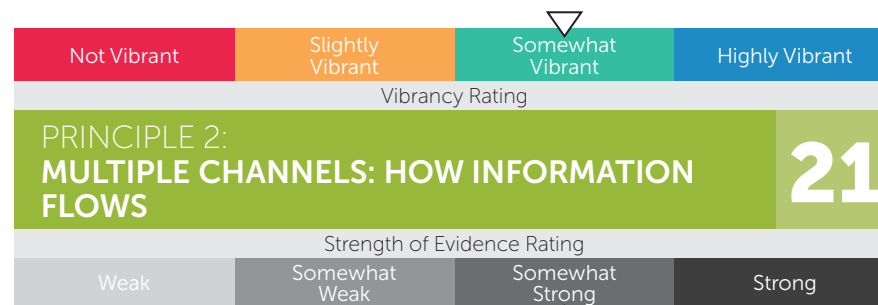 Not Vibrant
Slightly
Vibrant
Somewhat
Vibrant
Highly Vibrant
Vibrancy Rating
PRINCIPLE 2:
MULTIPLE CHANNELS: HOW INFORMATION
FLOWS
21
Strength of Evidence Rating
Weak
Somewhat
Weak
Somewhat
Strong
Strong